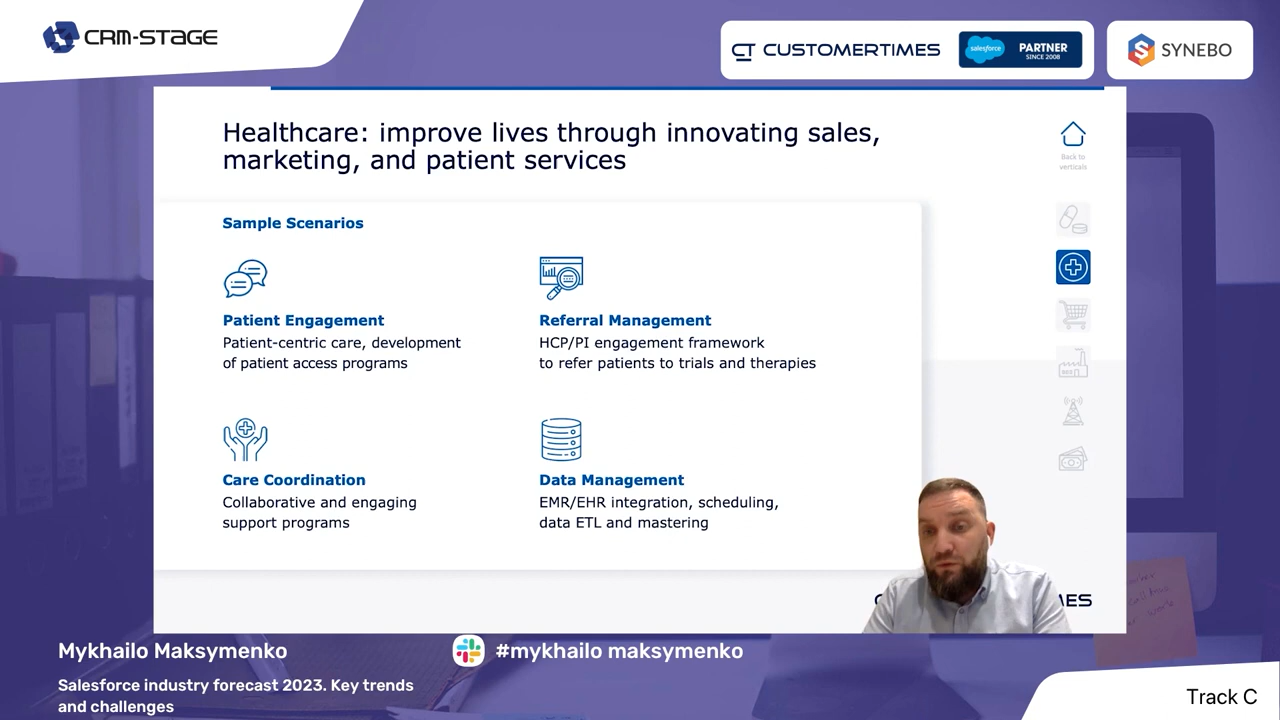 CRM-STAGE
CT CUSTOMERTIMES
salesforce
PARTNER
SINCE 2008
SYNEBO
Healthcare: improve lives through innovating sales,
marketing, and patient services
Back to
verticals
Sample Scenarios
Patient Engagement
Patient-centric care, development
of patient access programs
Referral Management
HCP/PI engagement framework
to refer patients to trials and therapies
Care Coordination
Collaborative and engaging
support programs
Data Management
EMR/EHR integration, scheduling,
data ETL and mastering
Mykhailo Maksymenko
#mykhailo maksymenko
Salesforce industry forecast 2023. Key trends
and challenges
Track C